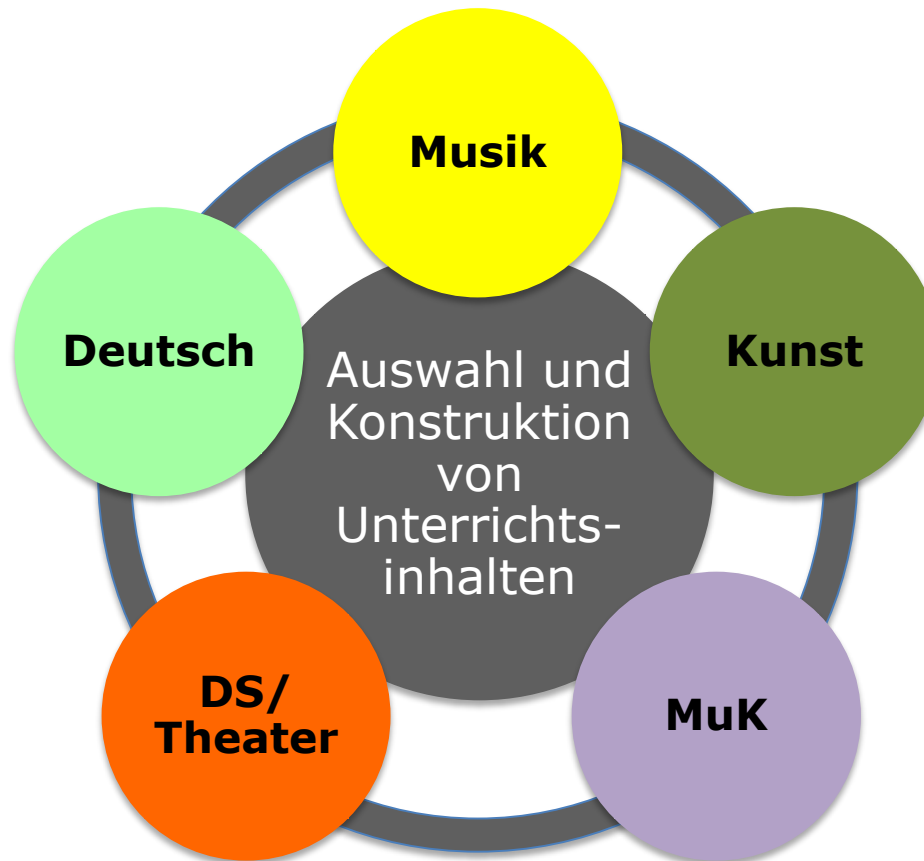 Musik
Deutsch
Kunst
Auswahl und
Konstruktion
von
Unterrichts-
inhalten
DS/
Theater
MuK